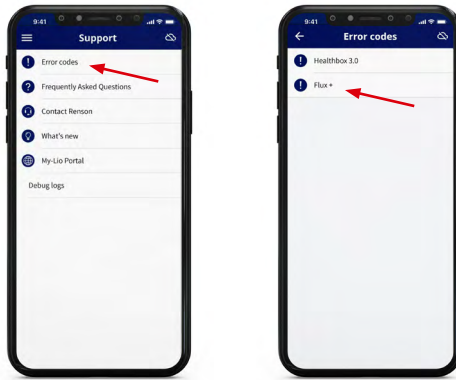 9:41
Support
Error codes
Frequently Asked Questions
Contact Renson
What's new
My-Lio Portal
Debug logs
9:41
Error codes
Healthbox 3.0
Flux +